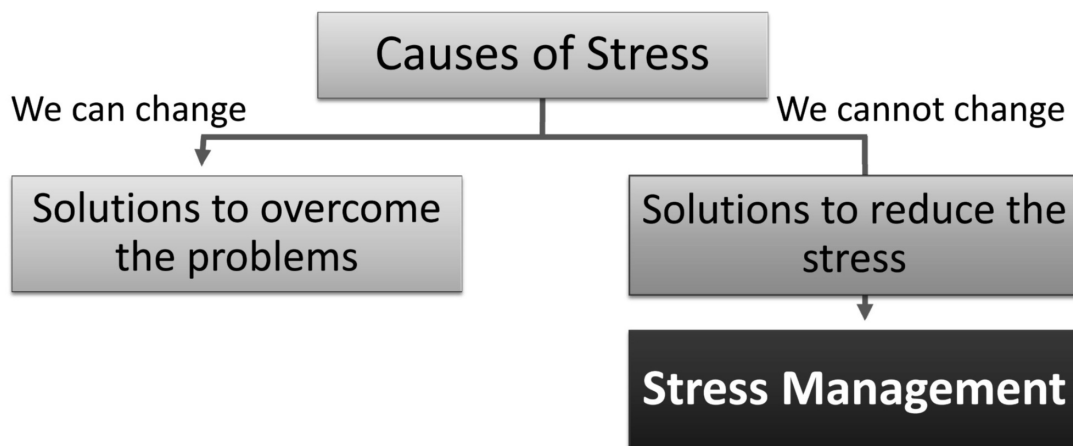 Causes of Stress
We can change
We cannot change
Solutions to overcome
the problems
Solutions to reduce the
stress
Stress Management